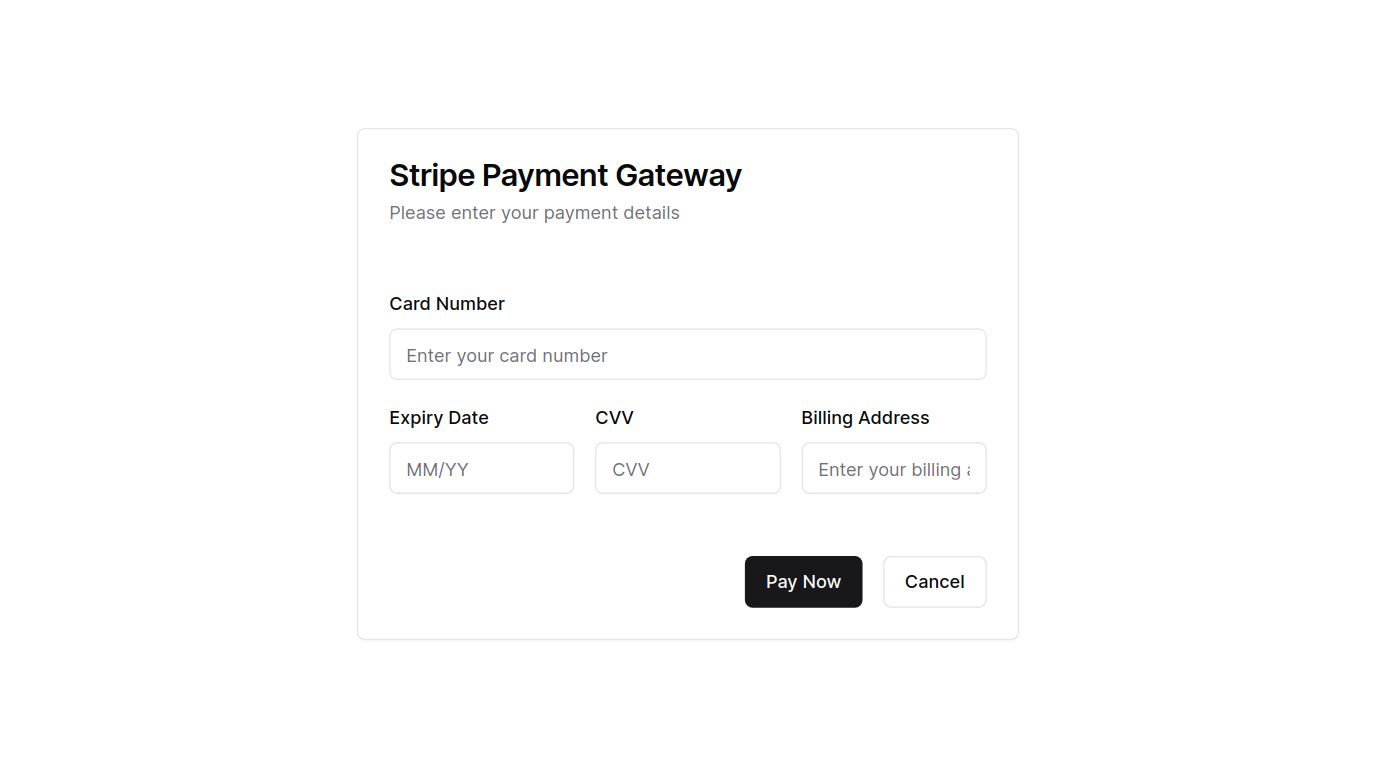 Stripe Payment Gateway
Please enter your payment details
Card Number
Enter your card number
Expiry Date CVV Billing Address
MM/YY CVV Enter your billing
Pay Now Cancel